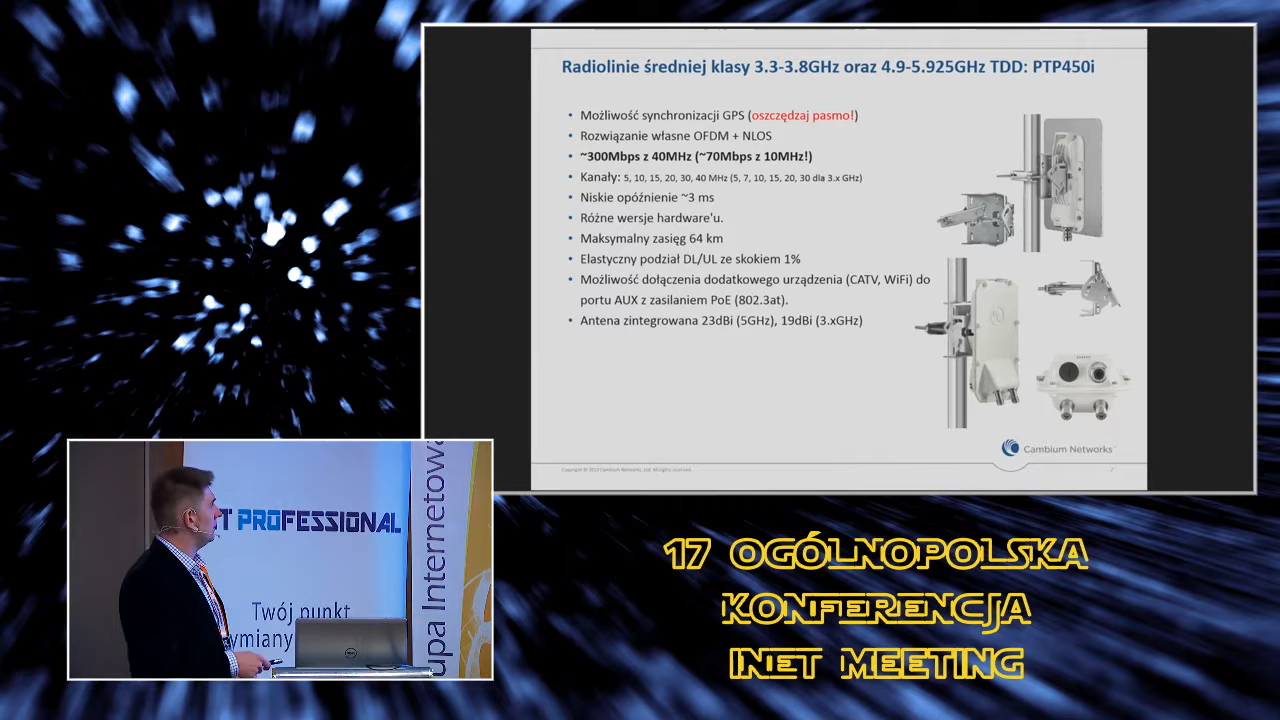 Radiolinie średniej klasy 3.3-3.8GHz oraz 4.9-5.925GHz TDD: PTP450i
• Możliwość synchronizacji GPS (oszczędzaj pasmo!)
• Rozwiązanie własne OFDM + NLOS
• ~300Mbps z 40MHz (~70Mbps z 10MHz!)
• Kanały: 5, 10, 15, 20, 30, 40 MHz (5, 7, 10, 15, 20, 30 dla 3.x GHz)
• Niskie opóźnienie ~3 ms
• Różne wersje hardware'u.
• Maksymalny zasięg 64 km
• Elastyczny podział DL/UL ze skokiem 1%
• Możliwość dołączenia dodatkowego urządzenia (CATV, WiFi) do
portu AUX z zasilaniem PoE (802.3at).
• Antena zintegrowana 23dBi (5GHz), 19dBi (3.xGHz)
Cambium Networks
T PROFESSIONAL
Twój punkt
ymiany
upa Internetowa
DELL
17 OGÓLNOPOLSKA
KONFERENCJA
INET MEETING